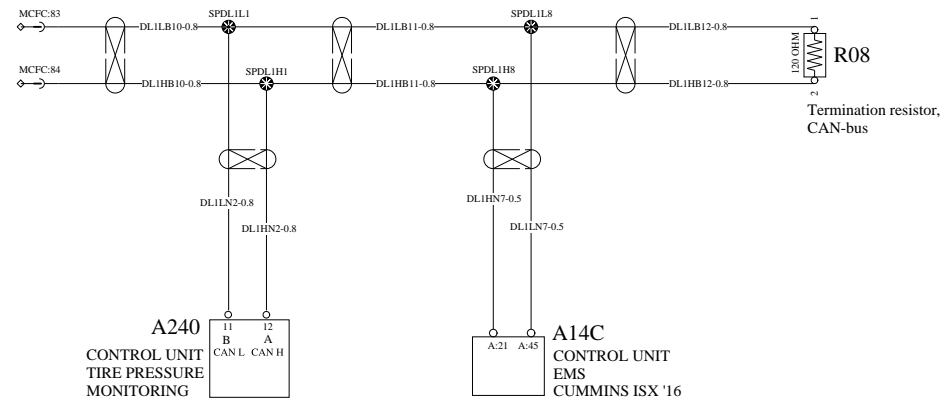 MCFC:83
DL1LB10-0.8
SPDL1L1
DL1LB11-0.8
SPDL1L8
DL1LB12-0.8
1
MCFC:84
DL1HB10-0.8
SPDL1H1
DL1HB11-0.8
SPDL1H8
DL1HB12-0.8
120 OHM
R08
2
Termination resistor,
CAN-bus
DL1LN2-0.8
DL1HN2-0.8
DL1HN7-0.5
DL1LN7-0.5
A240
CONTROL UNIT
TIRE PRESSURE
MONITORING
11 12
B A
CAN L CAN H
A:21 A:45
A14C
CONTROL UNIT
EMS
CUMMINS ISX '16